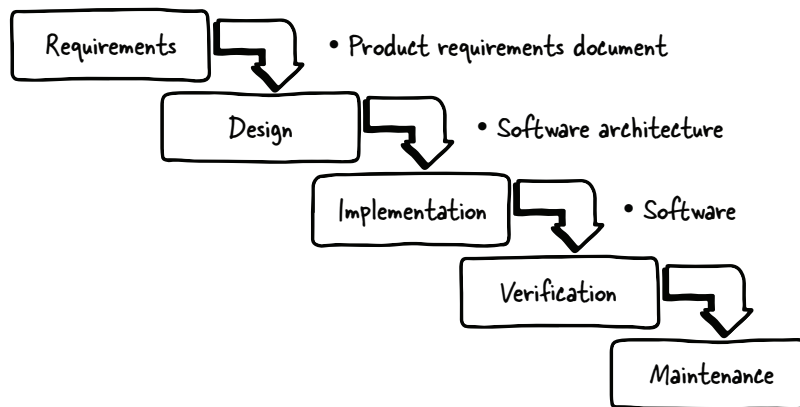 Requirements
• Product requirements document
Design
• Software architecture
Implementation
• Software
Verification
Maintenance